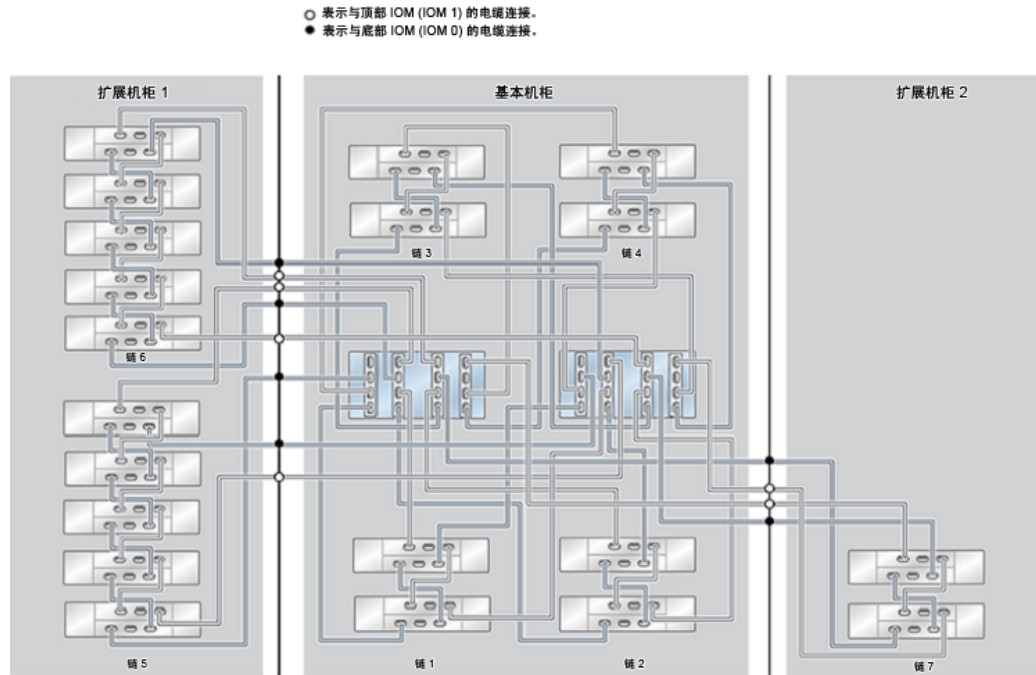 表示与顶部 IOM (IOM 1) 的电缆连接。
表示与底部 IOM (IOM 0) 的电缆连接。
扩展机柜 1
基本机柜
扩展机柜 2
链 3
链 4
链 6
链 5
链 1
链 2
链 7